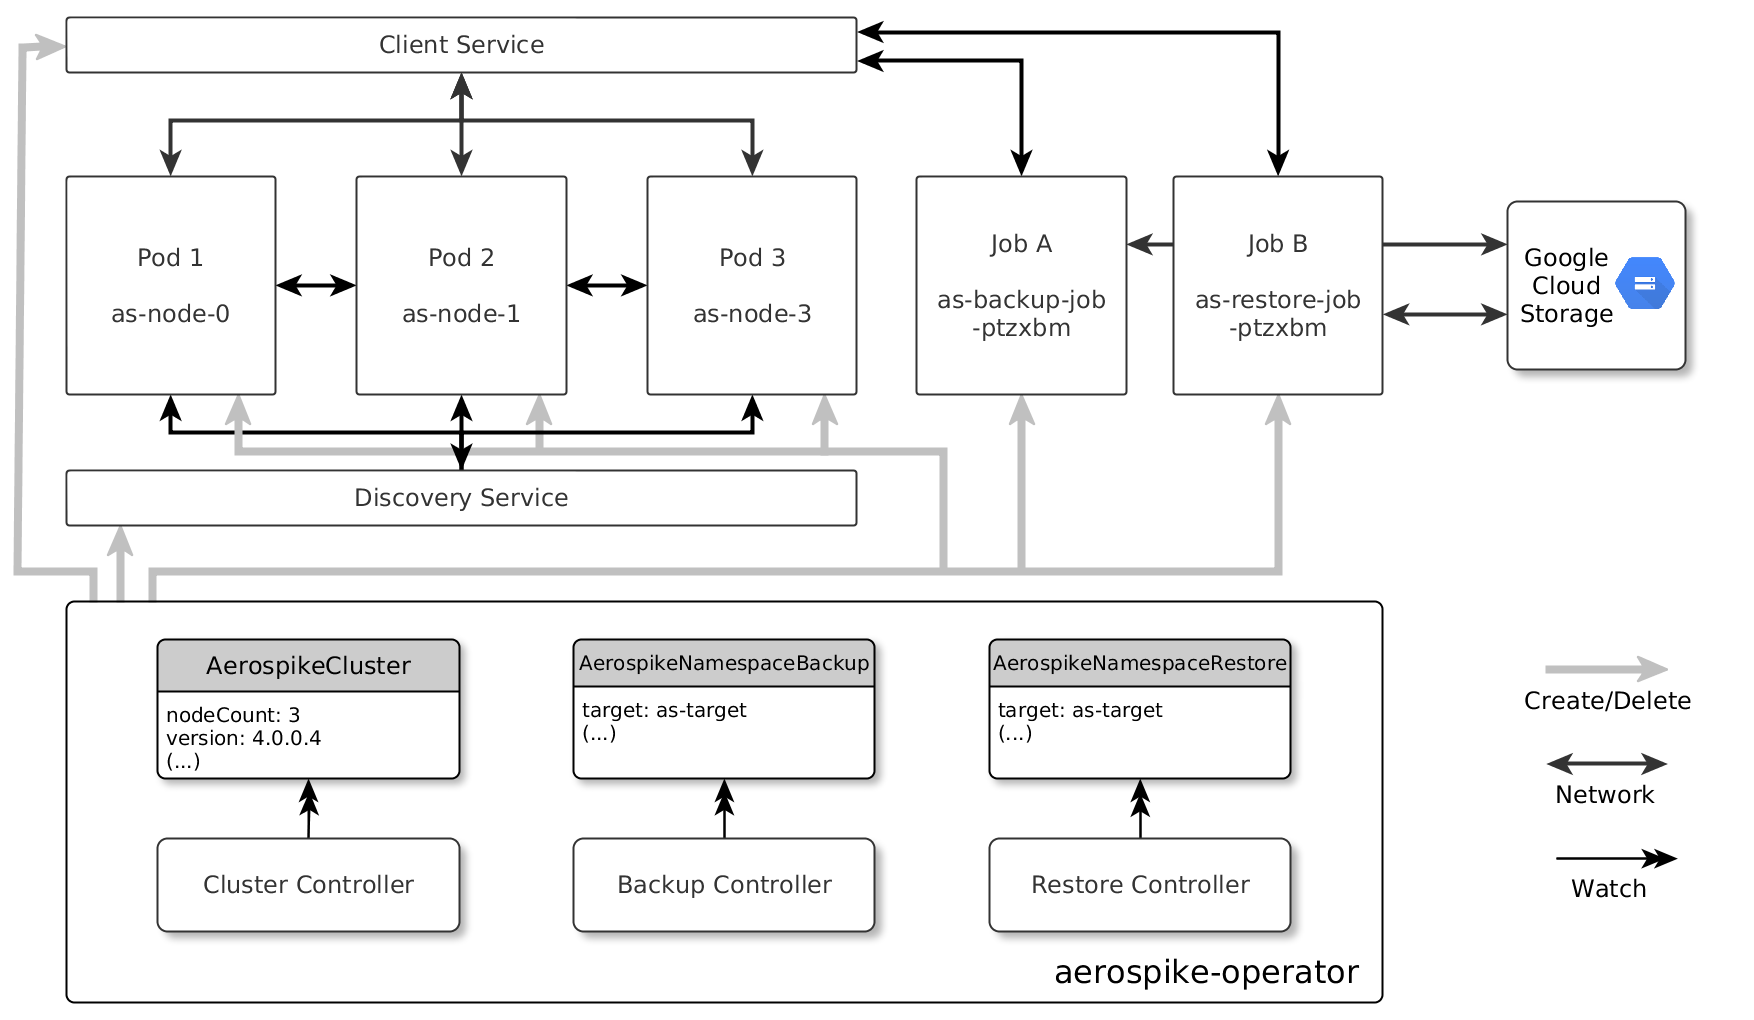 Client Service
Pod 1
as-node-0
Pod 2
as-node-1
Pod 3
as-node-3
Job A
as-backup-job
-ptzxbm
Job B
as-restore-job
-ptzxbm
Google
Cloud
Storage
Discovery Service
AerospikeCluster
nodeCount: 3
version: 4.0.0.4
(...)
AerospikeNamespaceBackup
target: as-target
(...)
AerospikeNamespaceRestore
target: as-target
(...)
Cluster Controller
Backup Controller
Restore Controller
aerospike-operator
Create/Delete
Network
Watch